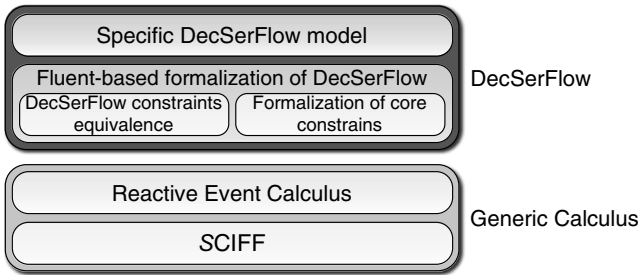 Specific DecSerFlow model
Fluent-based formalization of DecSerFlow
DecSerFlow constraints
equivalence
Formalization of core
constrains
DecSerFlow
Reactive Event Calculus
SCIFF
Generic Calculus